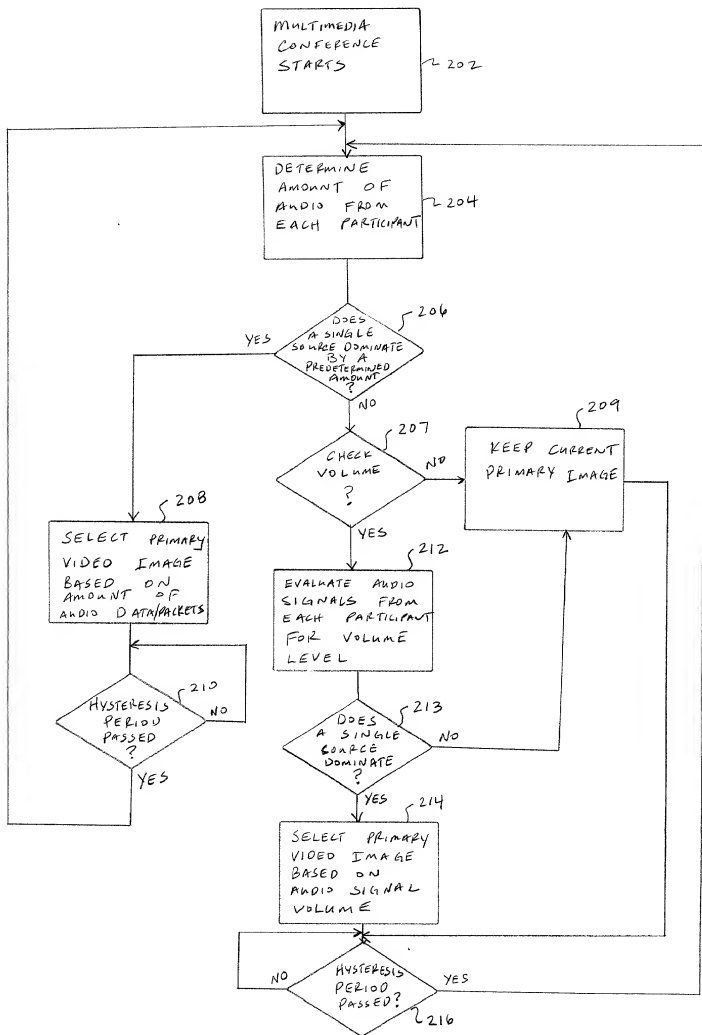 MULTIMEDIA
CONFERENCE
STARTS
202
DETERMINE
AMOUNT OF
AUDIO FROM
EACH PARTICIPANT
204
DOES
A SINGLE
SOURCE DOMINATE
BY A
PREDETERMINED
AMOUNT
?
206
YES
NO
CHECK
VOLUME
?
207
NO
YES
KEEP CURRENT
PRIMARY IMAGE
209
SELECT PRIMARY
VIDEO IMAGE
BASED ON
AMOUNT OF
AUDIO DATA/PACKETS
208
EVALUATE AUDIO
SIGNALS FROM
EACH PARTICIPANT
FOR VOLUME
LEVEL
212
HYSTERESIS
PERIOD
PASSED
?
210
NO
YES
DOES
A SINGLE
SOURCE
DOMINATE
?
213
NO
YES
SELECT PRIMARY
VIDEO IMAGE
BASED ON
AUDIO SIGNAL
VOLUME
214
HYSTERESIS
PERIOD
PASSED?
216
NO
YES